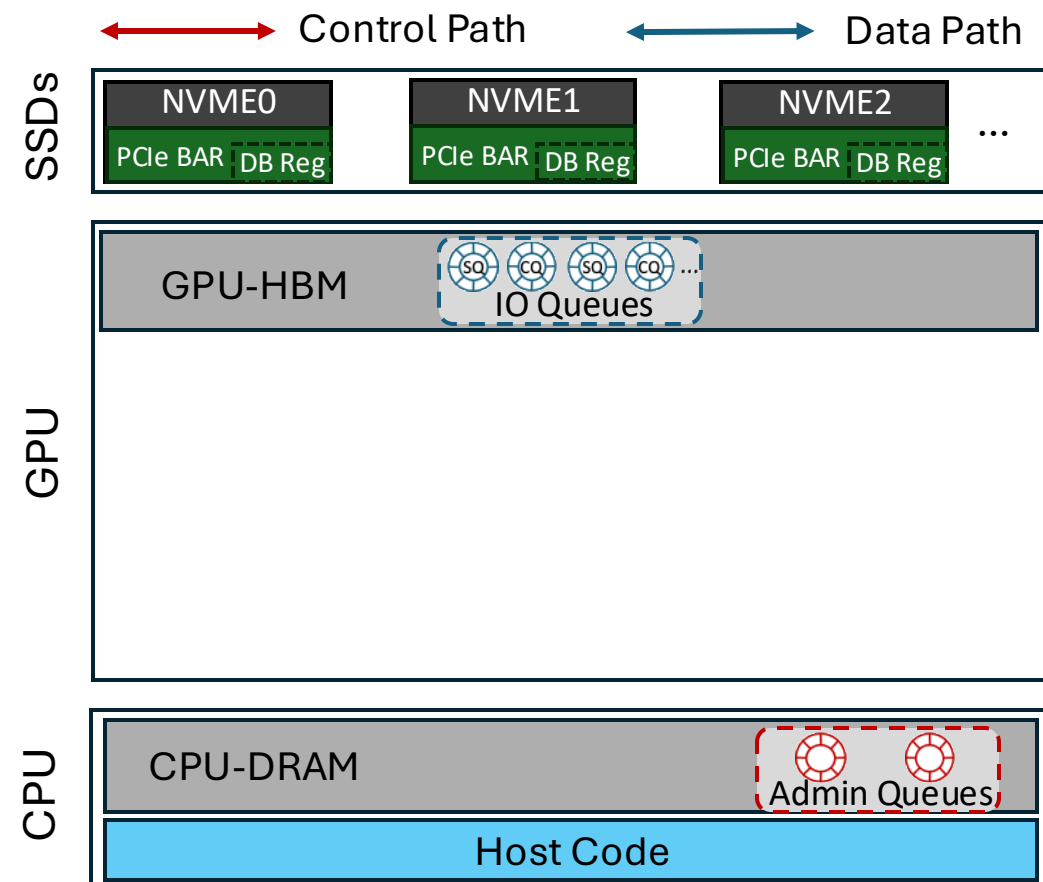 Control Path
Data Path
SSDs
NVME0
PCIe BAR
DB Reg
NVME1
PCIe BAR
DB Reg
NVME2
PCIe BAR
DB Reg
...
GPU
GPU-HBM
SQ
CQ
SQ
CQ
...
IO Queues
CPU
CPU-DRAM
Admin Queues
Host Code